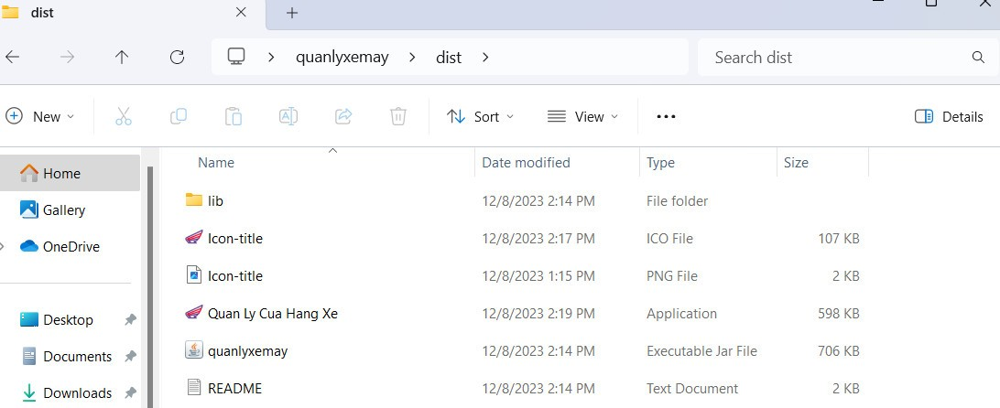 dist
quanlyxemay dist Search dist
New Sort View Details
Name Date modified Type Size
Home
Gallery
OneDrive
Desktop
Documents
Downloads
lib 12/8/2023 2:14 PM File folder
Icon-title 12/8/2023 2:17 PM ICO File 107 KB
Icon-title 12/8/2023 1:15 PM PNG File 2 KB
Quan Ly Cua Hang Xe 12/8/2023 2:19 PM Application 598 KB
quanlyxemay 12/8/2023 2:14 PM Executable Jar File 706 KB
README 12/8/2023 2:14 PM Text Document 2 KB